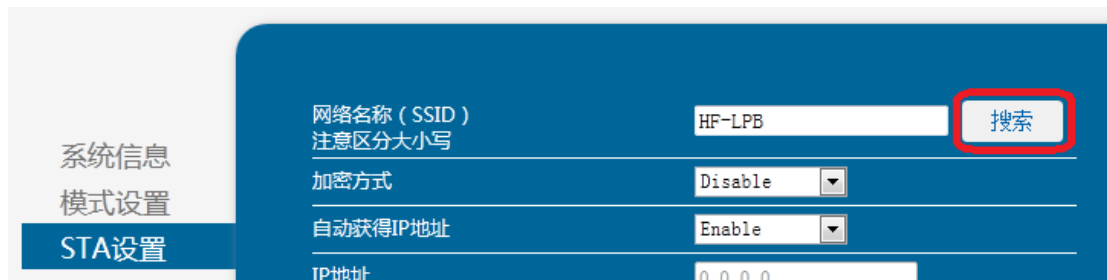 网络名称（SSID）
注意区分大小写
HF-LPB
搜索
系统信息
模式设置
STA设置
加密方式
Disable
自动获得IP地址
Enable
IP地址
0.0.0.0